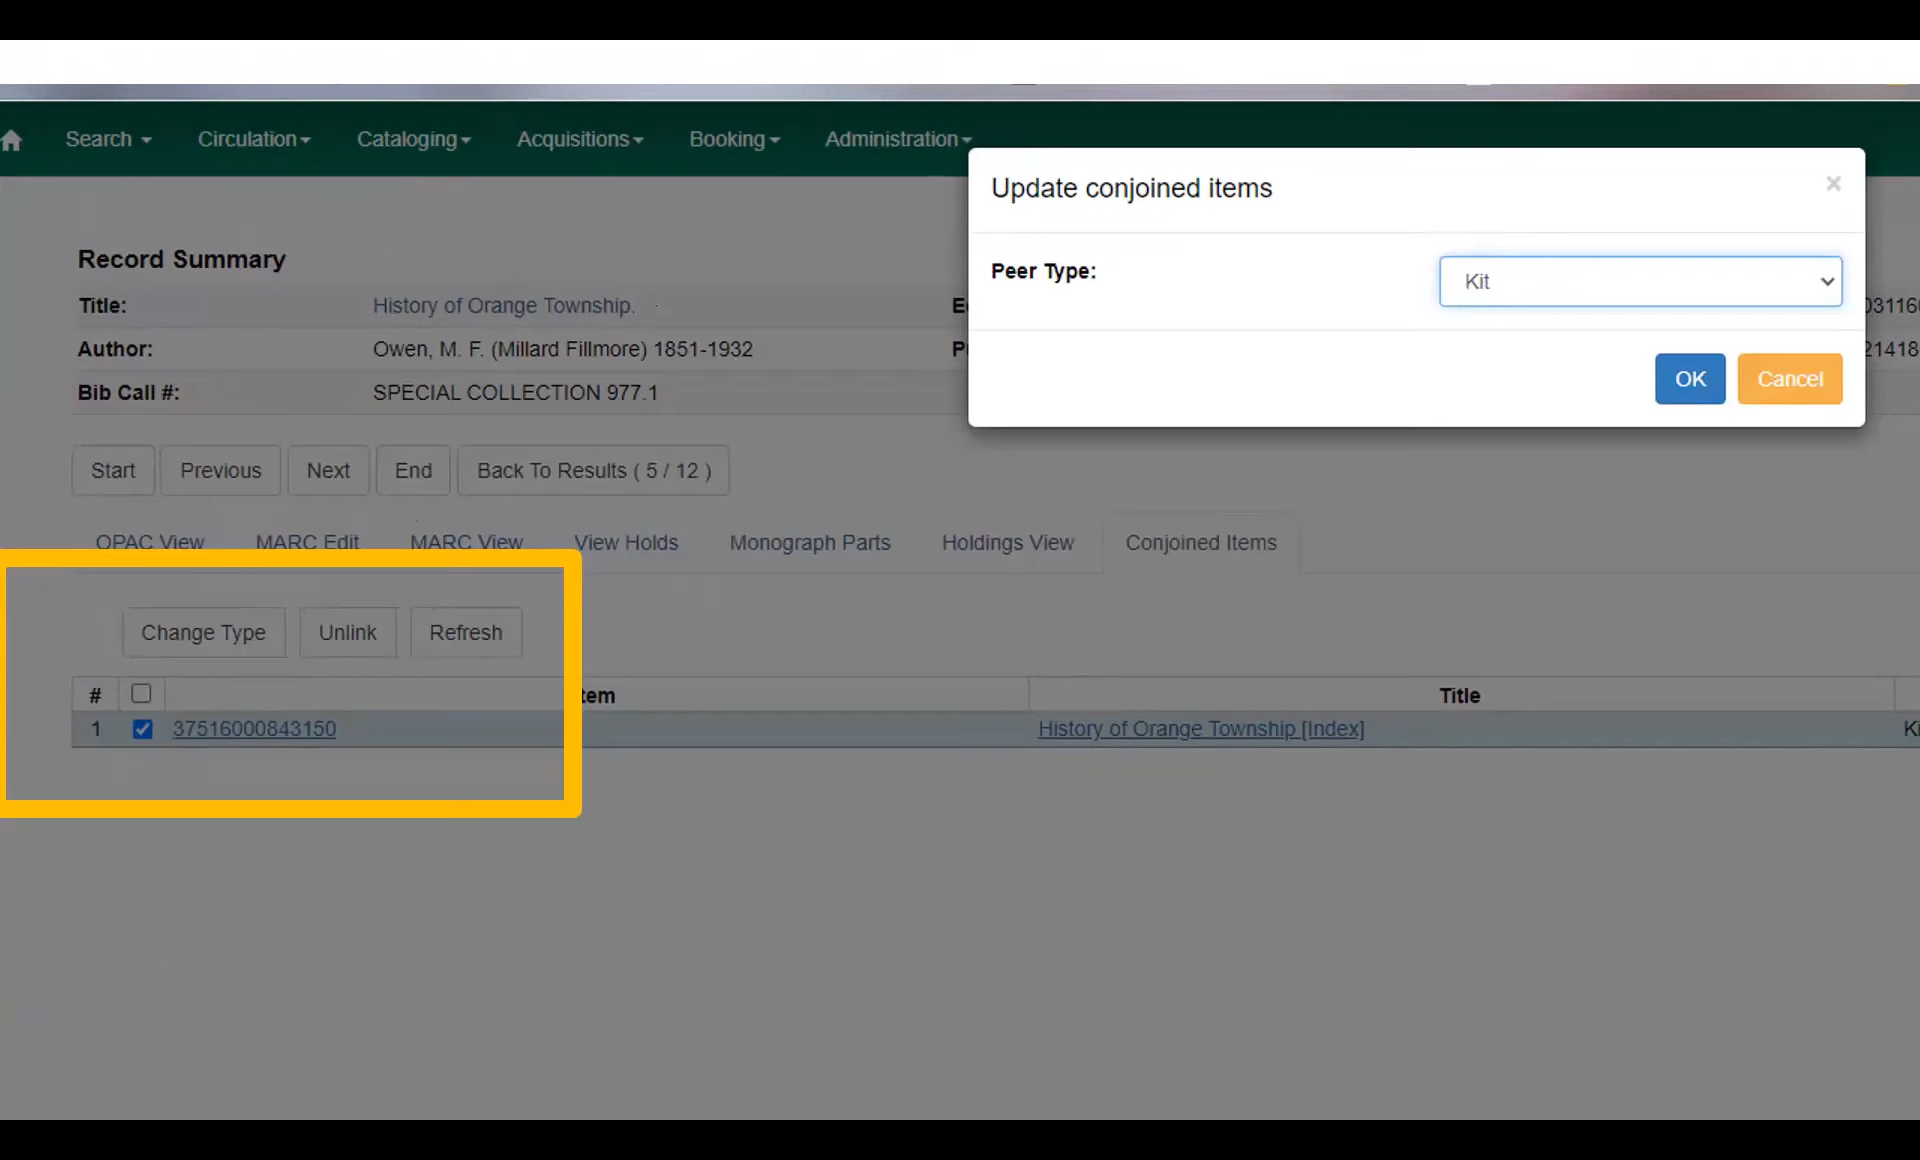 Search Circulation Cataloging Acquisitions Booking Administration
Update conjoined items ×
Peer Type: Kit
OK Cancel
Record Summary
Title: History of Orange Township.
Author: Owen, M. F. (Millard Fillmore) 1851-1932
Bib Call #: SPECIAL COLLECTION 977.1
Start Previous Next End Back To Results ( 5 / 12 )
OPAC View MARC Edit MARC View View Holds Monograph Parts Holdings View Conjoined Items
Change Type Unlink Refresh
# Title
1 37516000843150 History of Orange Township [Index]